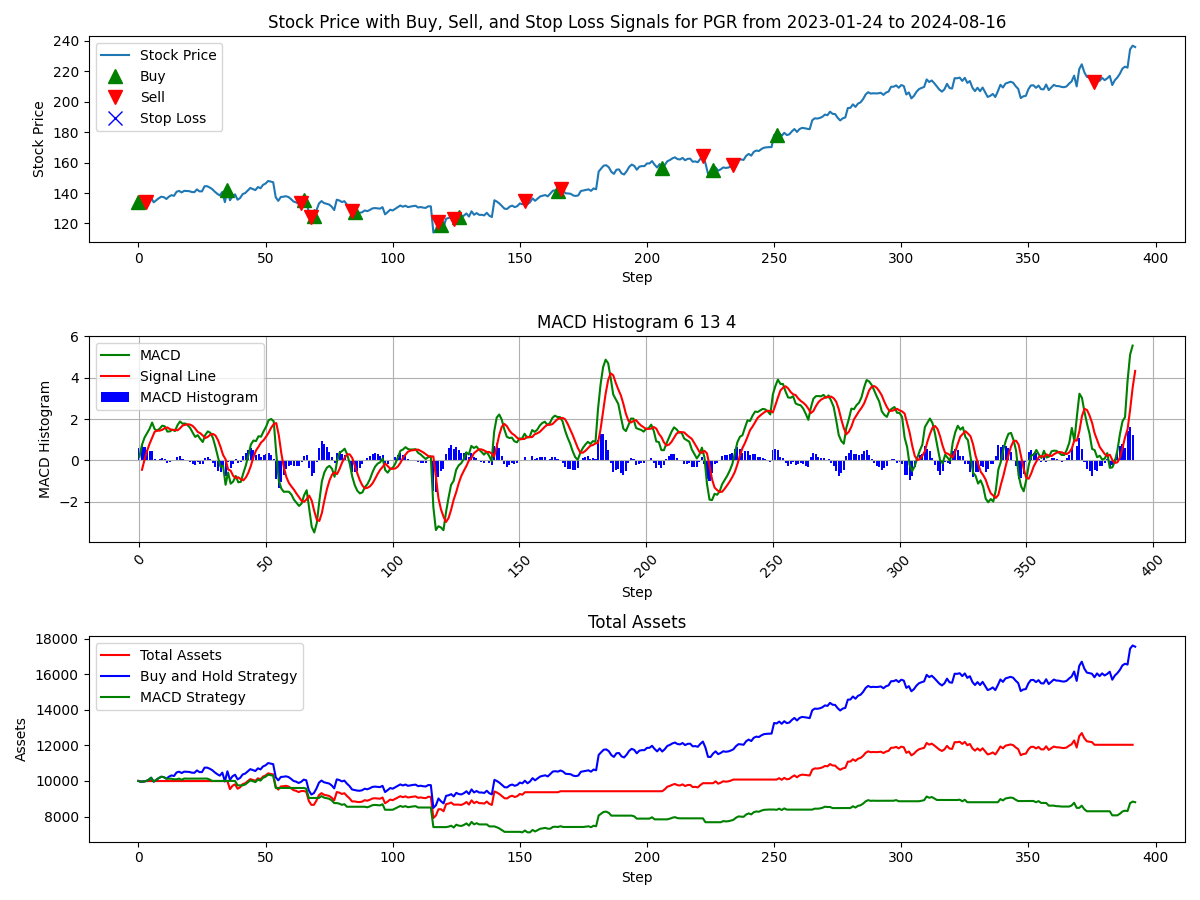 Stock Price with Buy, Sell, and Stop Loss Signals for PGR from 2023-01-24 to 2024-08-16
240
220
200
180
160
140
120
Stock Price
Stock Price
Buy
Sell
Stop Loss
0 50 100 150 200 250 300 350 400
Step
MACD Histogram 6 13 4
6
4
2
0
−2
MACD Histogram
MACD
Signal Line
MACD Histogram
0 50 100 150 200 250 300 350 400
Step
Total Assets
18000
16000
14000
12000
10000
8000
Assets
Total Assets
Buy and Hold Strategy
MACD Strategy
0 50 100 150 200 250 300 350 400
Step